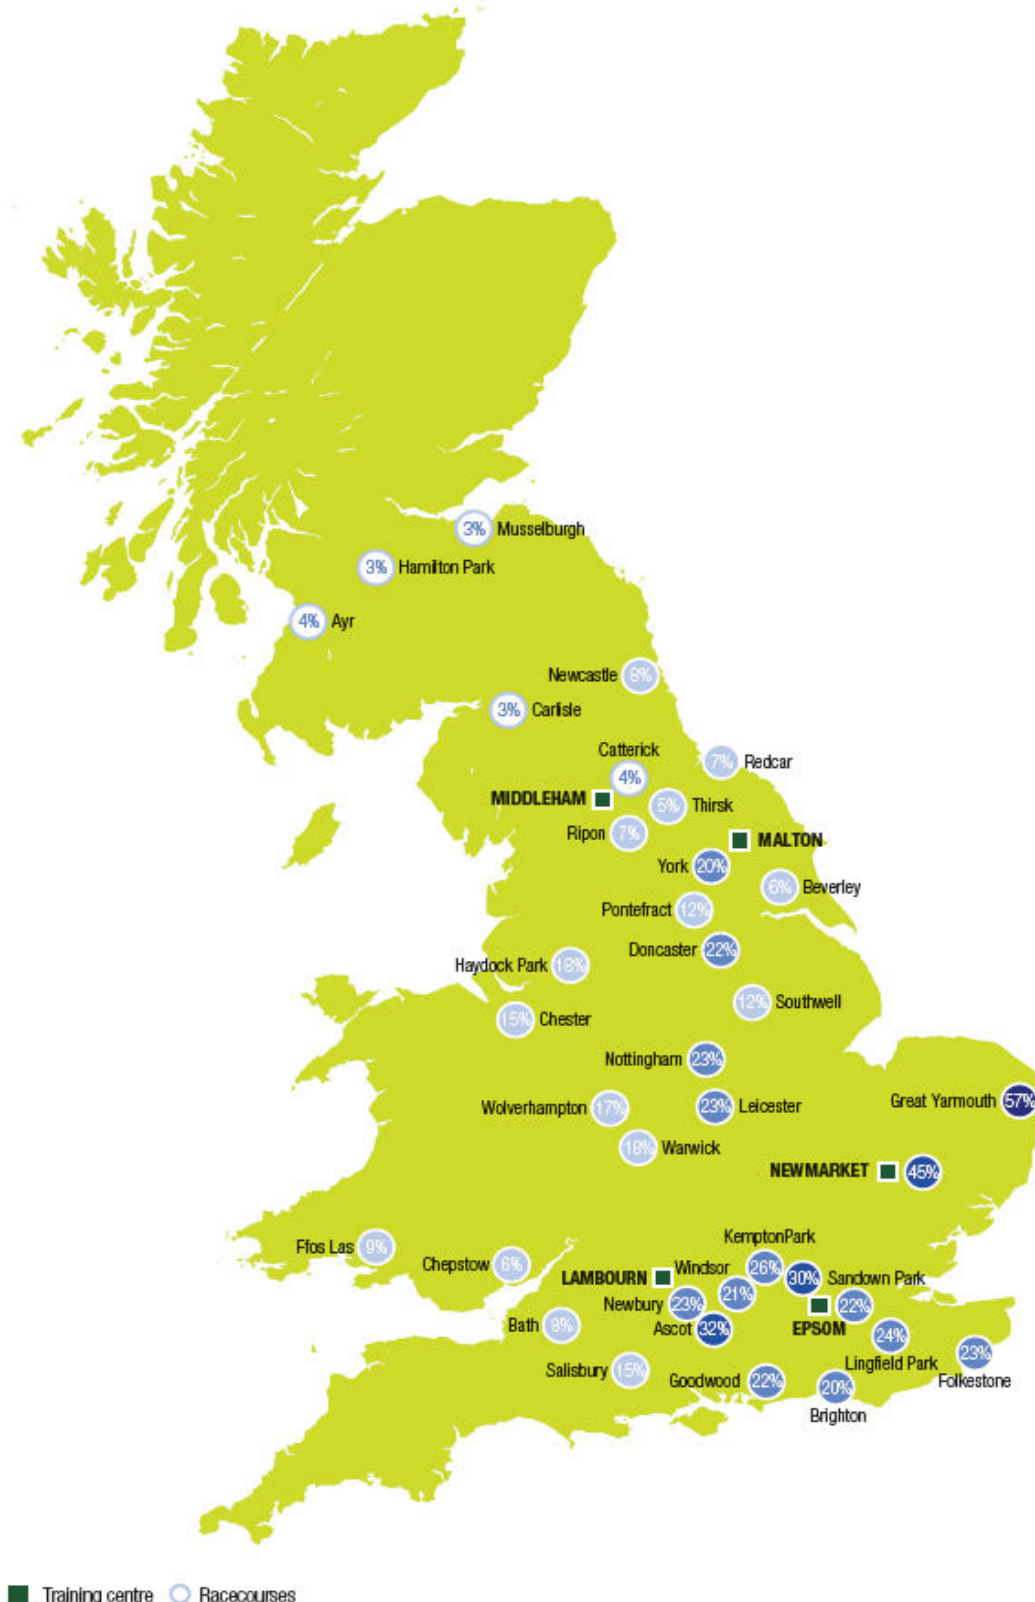 3% Musselburgh
3% Hamilton Park
4% Ayr
Newcastle 8%
3% Carlisle
Catterick
4%
7% Redcar
MIDDLEHAM
5% Thirsk
Ripon 7%
MALTON
York 20%
6% Beverley
Pontefract 12%
Doncaster 22%
Haydock Park 18%
12% Southwell
15% Chester
Nottingham 23%
Great Yarmouth 57%
Wolverhampton 17%
23% Leicester
18% Warwick
NEWMARKET 45%
KemptonPark
26%
Ffos Las 9%
Chepstow 6%
Windsor
21%
LAMBOURN
30% Sandown Park
Newbury 23%
22%
EPSOM
Bath 8%
Ascot 32%
24%
Lingfield Park
23%
Folkestone
Salisbury 15%
Goodwood 22%
20%
Brighton
Training centre
Racecourses